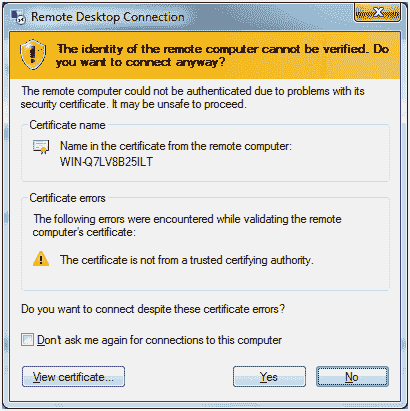 Remote Desktop Connection
The identity of the remote computer cannot be verified. Do
you want to connect anyway?
The remote computer could not be authenticated due to problems with its
security certificate. It may be unsafe to proceed.
Certificate name
Name in the certificate from the remote computer:
WIN-Q7LV8B25ILT
Certificate errors
The following errors were encountered while validating the remote
computer's certificate:
The certificate is not from a trusted certifying authority.
Do you want to connect despite these certificate errors?
Don't ask me again for connections to this computer
View certificate...
Yes
No